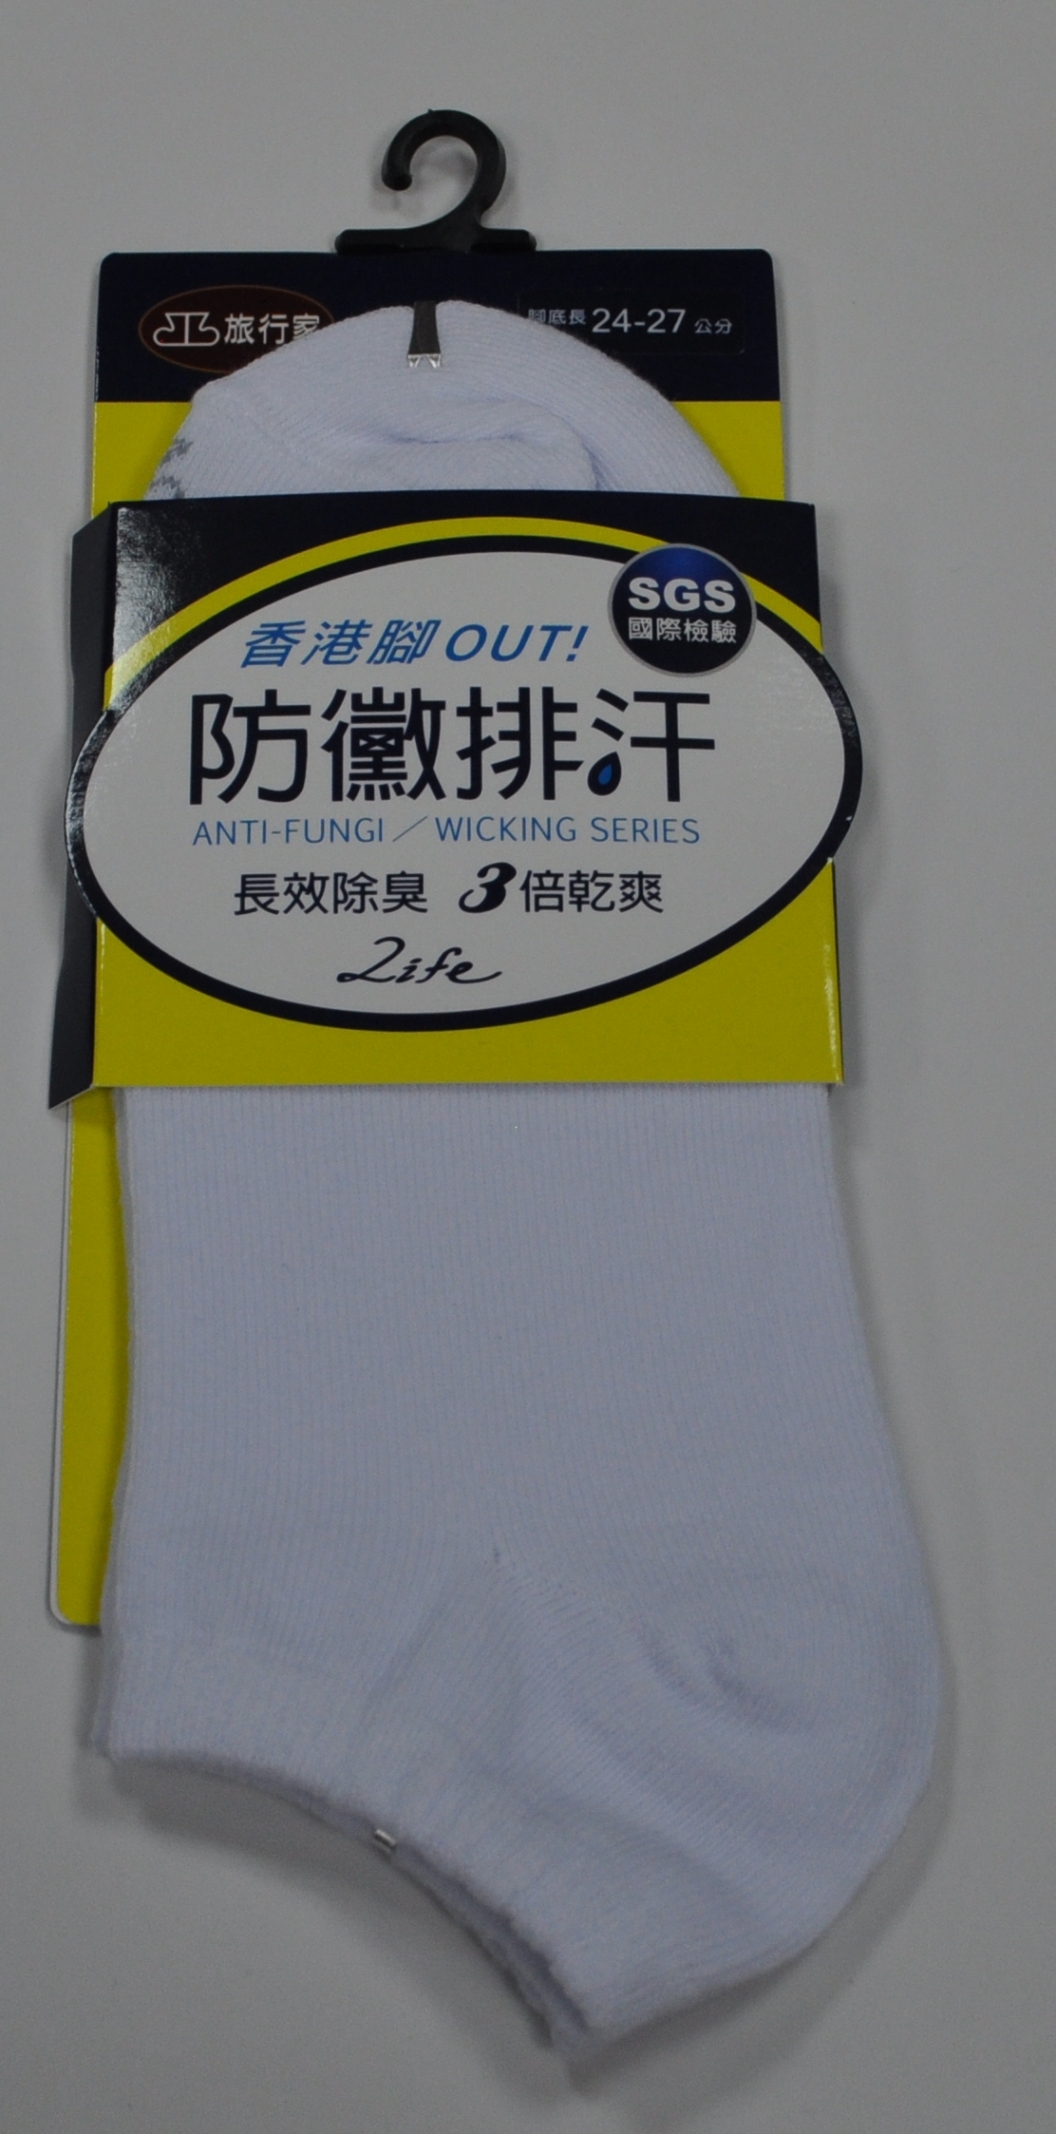 旅行家
腳底長 24-27 公分
SGS
國際檢驗
香港腳 OUT!
防黴排汗
ANTI-FUNGI／WICKING SERIES
長效除臭 3倍乾爽
2ife